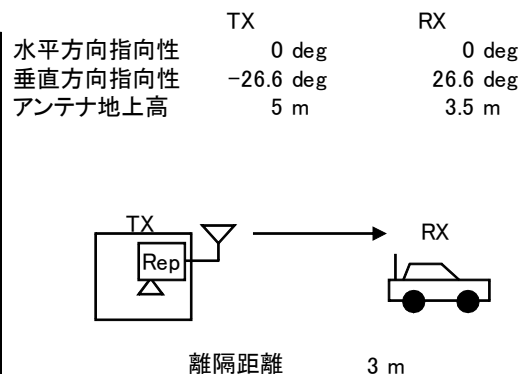 TX RX
水平方向指向性 0 deg 0 deg
垂直方向指向性 -26.6 deg 26.6 deg
アンテナ地上高 5 m 3.5 m
TX
RX
Rep
離隔距離 3 m